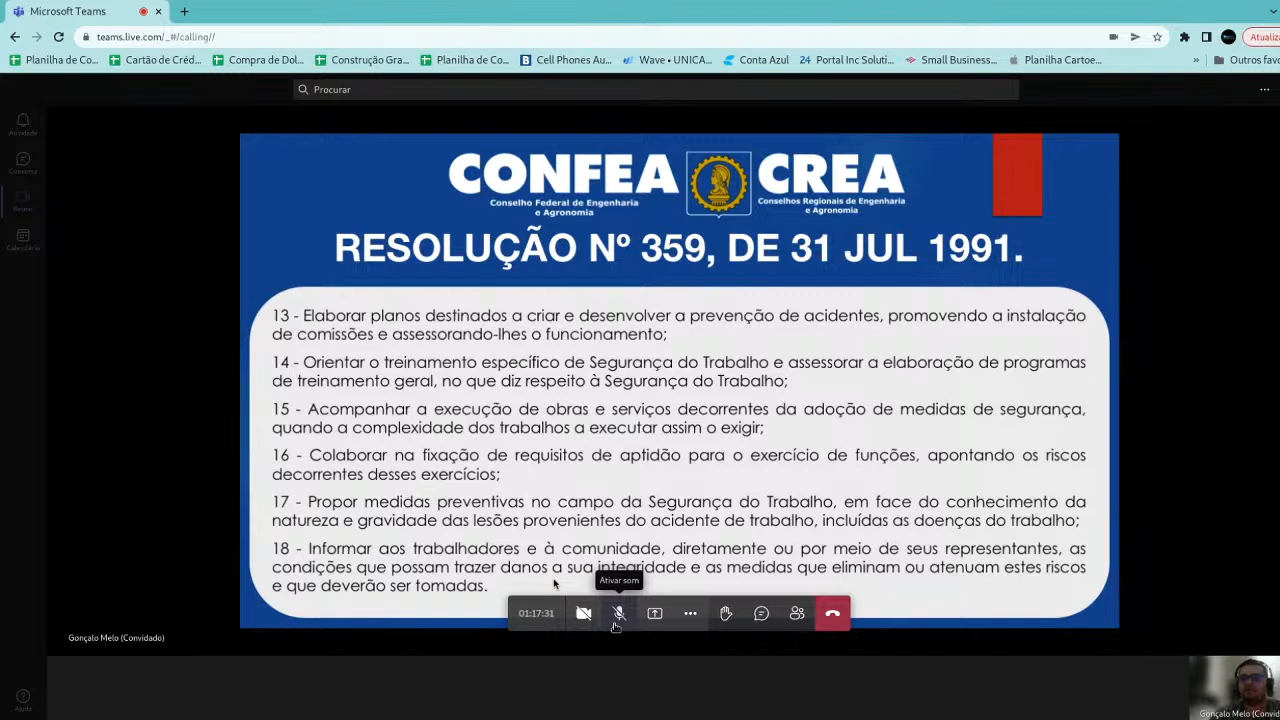 Microsoft Teams
teams.live.com/_#/calling//
Atualiza
Planilha de Co...
Cartão de Créd...
Compra de Dol...
Construção Gra...
Planilha de Co...
Cell Phones Au...
Wave • UNICA...
Conta Azul
24 Portal Inc Soluti...
Small Business...
Planilha Cartoe...
»
Outros favo
Procurar
Atividade
Calendário
CONFEA CREA
Conselho Federal de Engenharia
e Agronomia
Conselhos Regionais de Engenharia
e Agronomia
RESOLUÇÃO Nº 359, DE 31 JUL 1991.
13 - Elaborar planos destinados a criar e desenvolver a prevenção de acidentes, promovendo a instalação
de comissões e assessorando-lhes o funcionamento;
14 - Orientar o treinamento específico de Segurança do Trabalho e assessorar a elaboração de programas
de treinamento geral, no que diz respeito à Segurança do Trabalho;
15 - Acompanhar a execução de obras e serviços decorrentes da adoção de medidas de segurança,
quando a complexidade dos trabalhos a executar assim o exigir;
16 - Colaborar na fixação de requisitos de aptidão para o exercício de funções, apontando os riscos
decorrentes desses exercícios;
17 - Propor medidas preventivas no campo da Segurança do Trabalho, em face do conhecimento da
natureza e gravidade das lesões provenientes do acidente de trabalho, incluídas as doenças do trabalho;
18 - Informar aos trabalhadores e à comunidade, diretamente ou por meio de seus representantes, as
condições que possam trazer danos a sua integridade e as medidas que eliminam ou atenuam estes riscos
e que deverão ser tomadas.
Ativar som
01:17:31
Gonçalo Melo (Convidado)
Ajuda
Gonçalo Melo (Convid